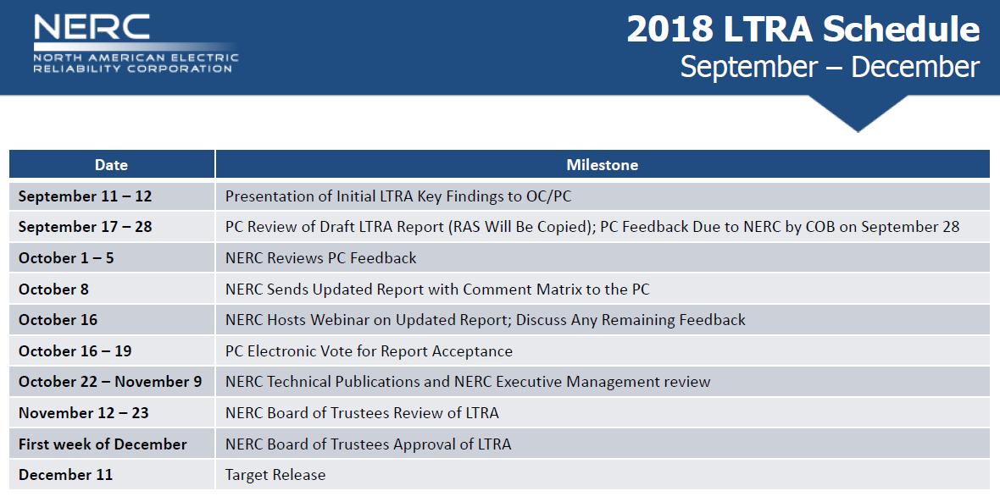 NERC
NORTH AMERICAN ELECTRIC
RELIABILITY CORPORATION
2018 LTRA Schedule
September – December
Date Milestone
September 11 – 12 Presentation of Initial LTRA Key Findings to OC/PC
September 17 – 28 PC Review of Draft LTRA Report (RAS Will Be Copied); PC Feedback Due to NERC by COB on September 28
October 1 – 5 NERC Reviews PC Feedback
October 8 NERC Sends Updated Report with Comment Matrix to the PC
October 16 NERC Hosts Webinar on Updated Report; Discuss Any Remaining Feedback
October 16 – 19 PC Electronic Vote for Report Acceptance
October 22 – November 9 NERC Technical Publications and NERC Executive Management review
November 12 – 23 NERC Board of Trustees Review of LTRA
First week of December NERC Board of Trustees Approval of LTRA
December 11 Target Release